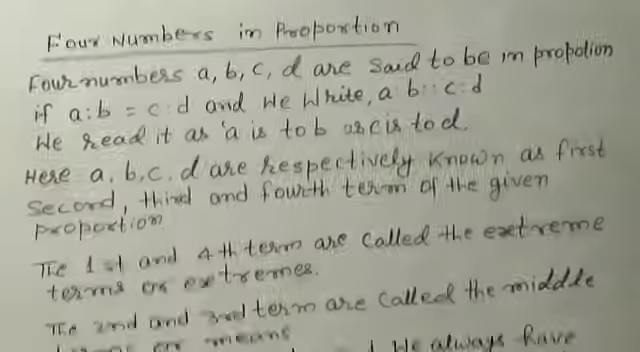 Four Numbers in Proportion
Four numbers a, b, c, d are said to be in propotion
if a:b = c:d and We Write, a:b::c:d
We read it as 'a is to b as c is to d.
Here a, b, c, d are respectively known as first
second, third and fourth term of the given
proportion
The 1st and 4th term are called the extreme
terms or extremes.
The 2nd and 3rd term are called the middle
or means
We always have